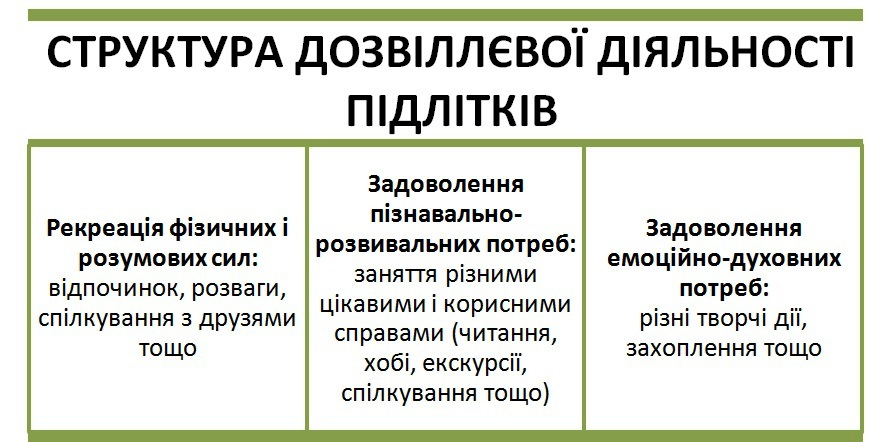 СТРУКТУРА ДОЗВІЛЛЄВОЇ ДІЯЛЬНОСТІ
ПІДЛІТКІВ
Рекреація фізичних і
розумових сил:
відпочинок, розваги,
спілкування з друзями
тощо
Задоволення
пізнавально-
розвивальних потреб:
заняття різними
цікавими і корисними
справами (читання,
хобі, екскурсії,
спілкування тощо)
Задоволення
емоційно-духовних
потреб:
різні творчі дії,
захоплення тощо